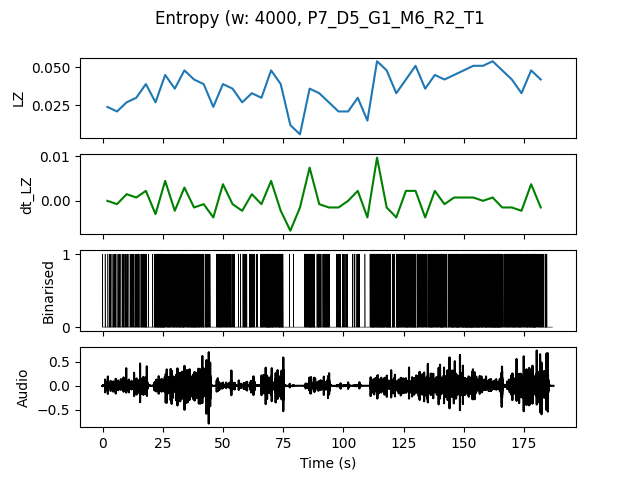 Entropy (w: 4000, P7_D5_G1_M6_R2_T1
0.050
0.025
LZ
0.01
0.00
dt_LZ
1
0
Binarised
0.5
0.0
−0.5
Audio
0 25 50 75 100 125 150 175
Time (s)